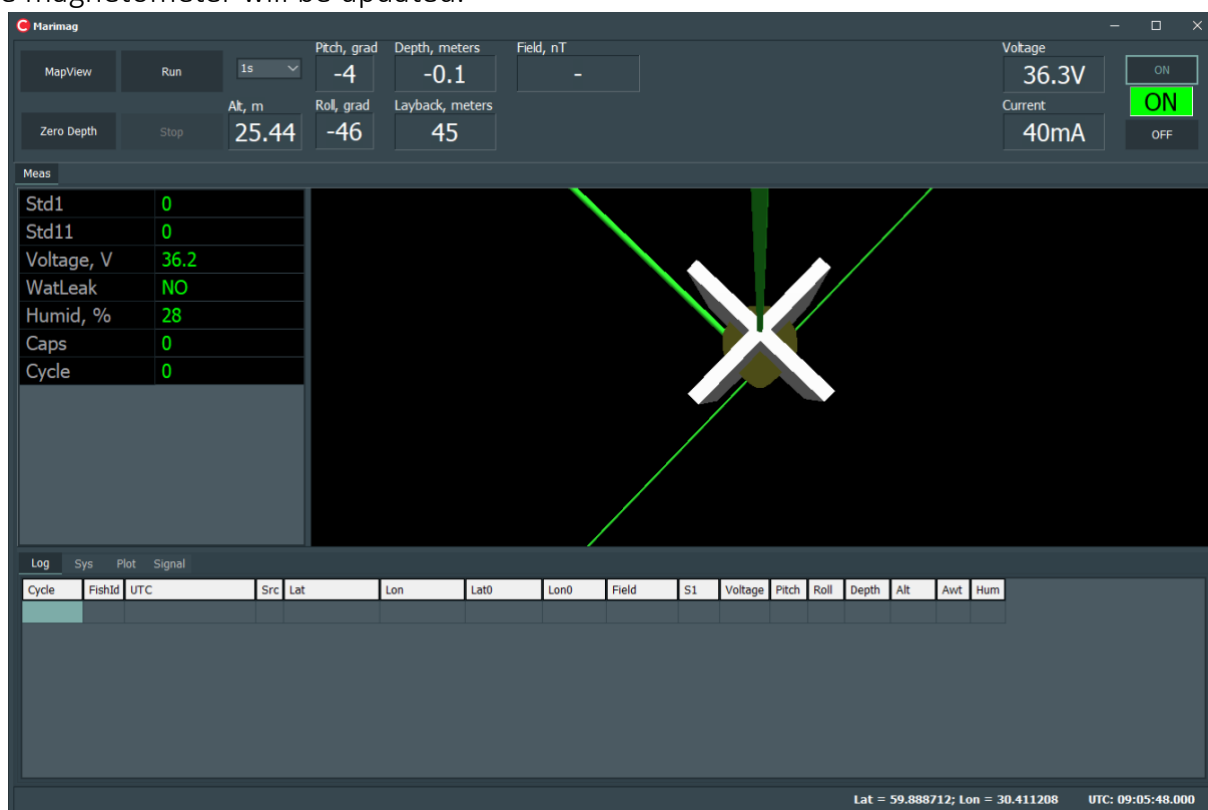 e magnetometer will be updated.
Marimag
Pitch, grad Depth, meters Field, nT Voltage
MapView Run 1s -4 -0.1 - 36.3V ON
Alt, m Roll, grad Layback, meters Current ON
Zero Depth Stop 25.44 -46 45 40mA OFF
Meas
Std1 0
Std11 0
Voltage, V 36.2
WatLeak NO
Humid, % 28
Caps 0
Cycle 0
Log Sys Plot Signal
Cycle FishId UTC Src Lat Lon Lat0 Lon0 Field S1 Voltage Pitch Roll Depth Alt Awt Hum
Lat = 59.888712; Lon = 30.411208 UTC: 09:05:48.000